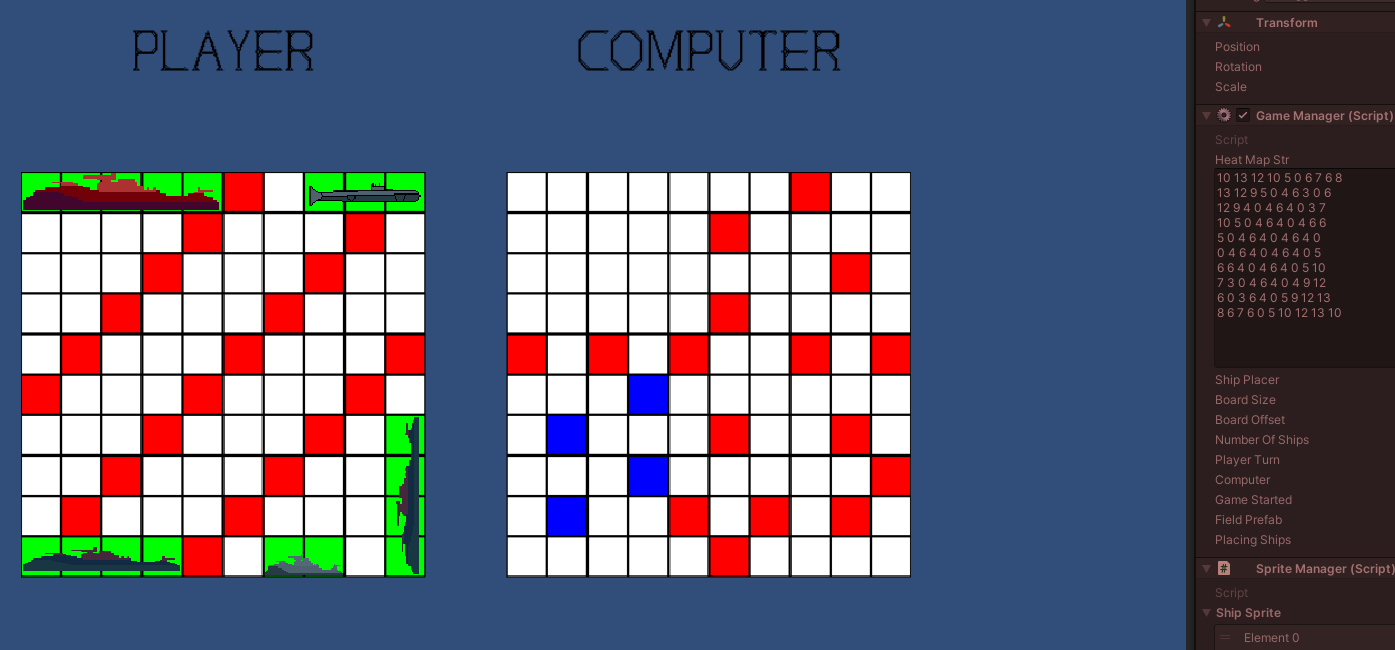 PLAYER
COMPUTER
Transform
Position
Rotation
Scale
Game Manager (Script)
Script
Heat Map Str
10 13 12 10 5 0 6 7 6 8
13 12 9 5 0 4 6 3 0 6
12 9 4 0 4 6 4 0 3 7
10 5 0 4 6 4 0 4 6 6
5 0 4 6 4 0 4 6 4 0
0 4 6 4 0 4 6 4 0 5
6 6 4 0 4 6 4 0 5 10
7 3 0 4 6 4 0 4 9 12
6 0 3 6 4 0 5 9 12 13
8 6 7 6 0 5 10 12 13 10
Ship Placer
Board Size
Board Offset
Number Of Ships
Player Turn
Computer
Game Started
Field Prefab
Placing Ships
Sprite Manager (Script)
Script
Ship Sprite
Element 0